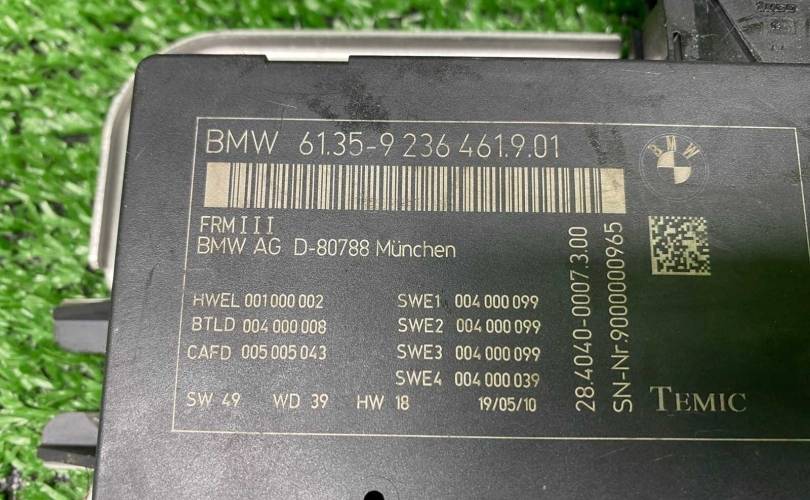 BMW 61.35-9 236 461.9.01
BMW
FRMIII
BMW AG D-80788 München
HWEL 001 000 002
BTLD 004 000 008
CAFD 005 005 043
SWE1 004 000 099
SWE2 004 000 099
SWE3 004 000 099
SWE4 004 000 039
SW 49 WD 39 HW 18 19/05/10
28.4040-0007.3.00
SN-Nr.9000000965
TEMIC